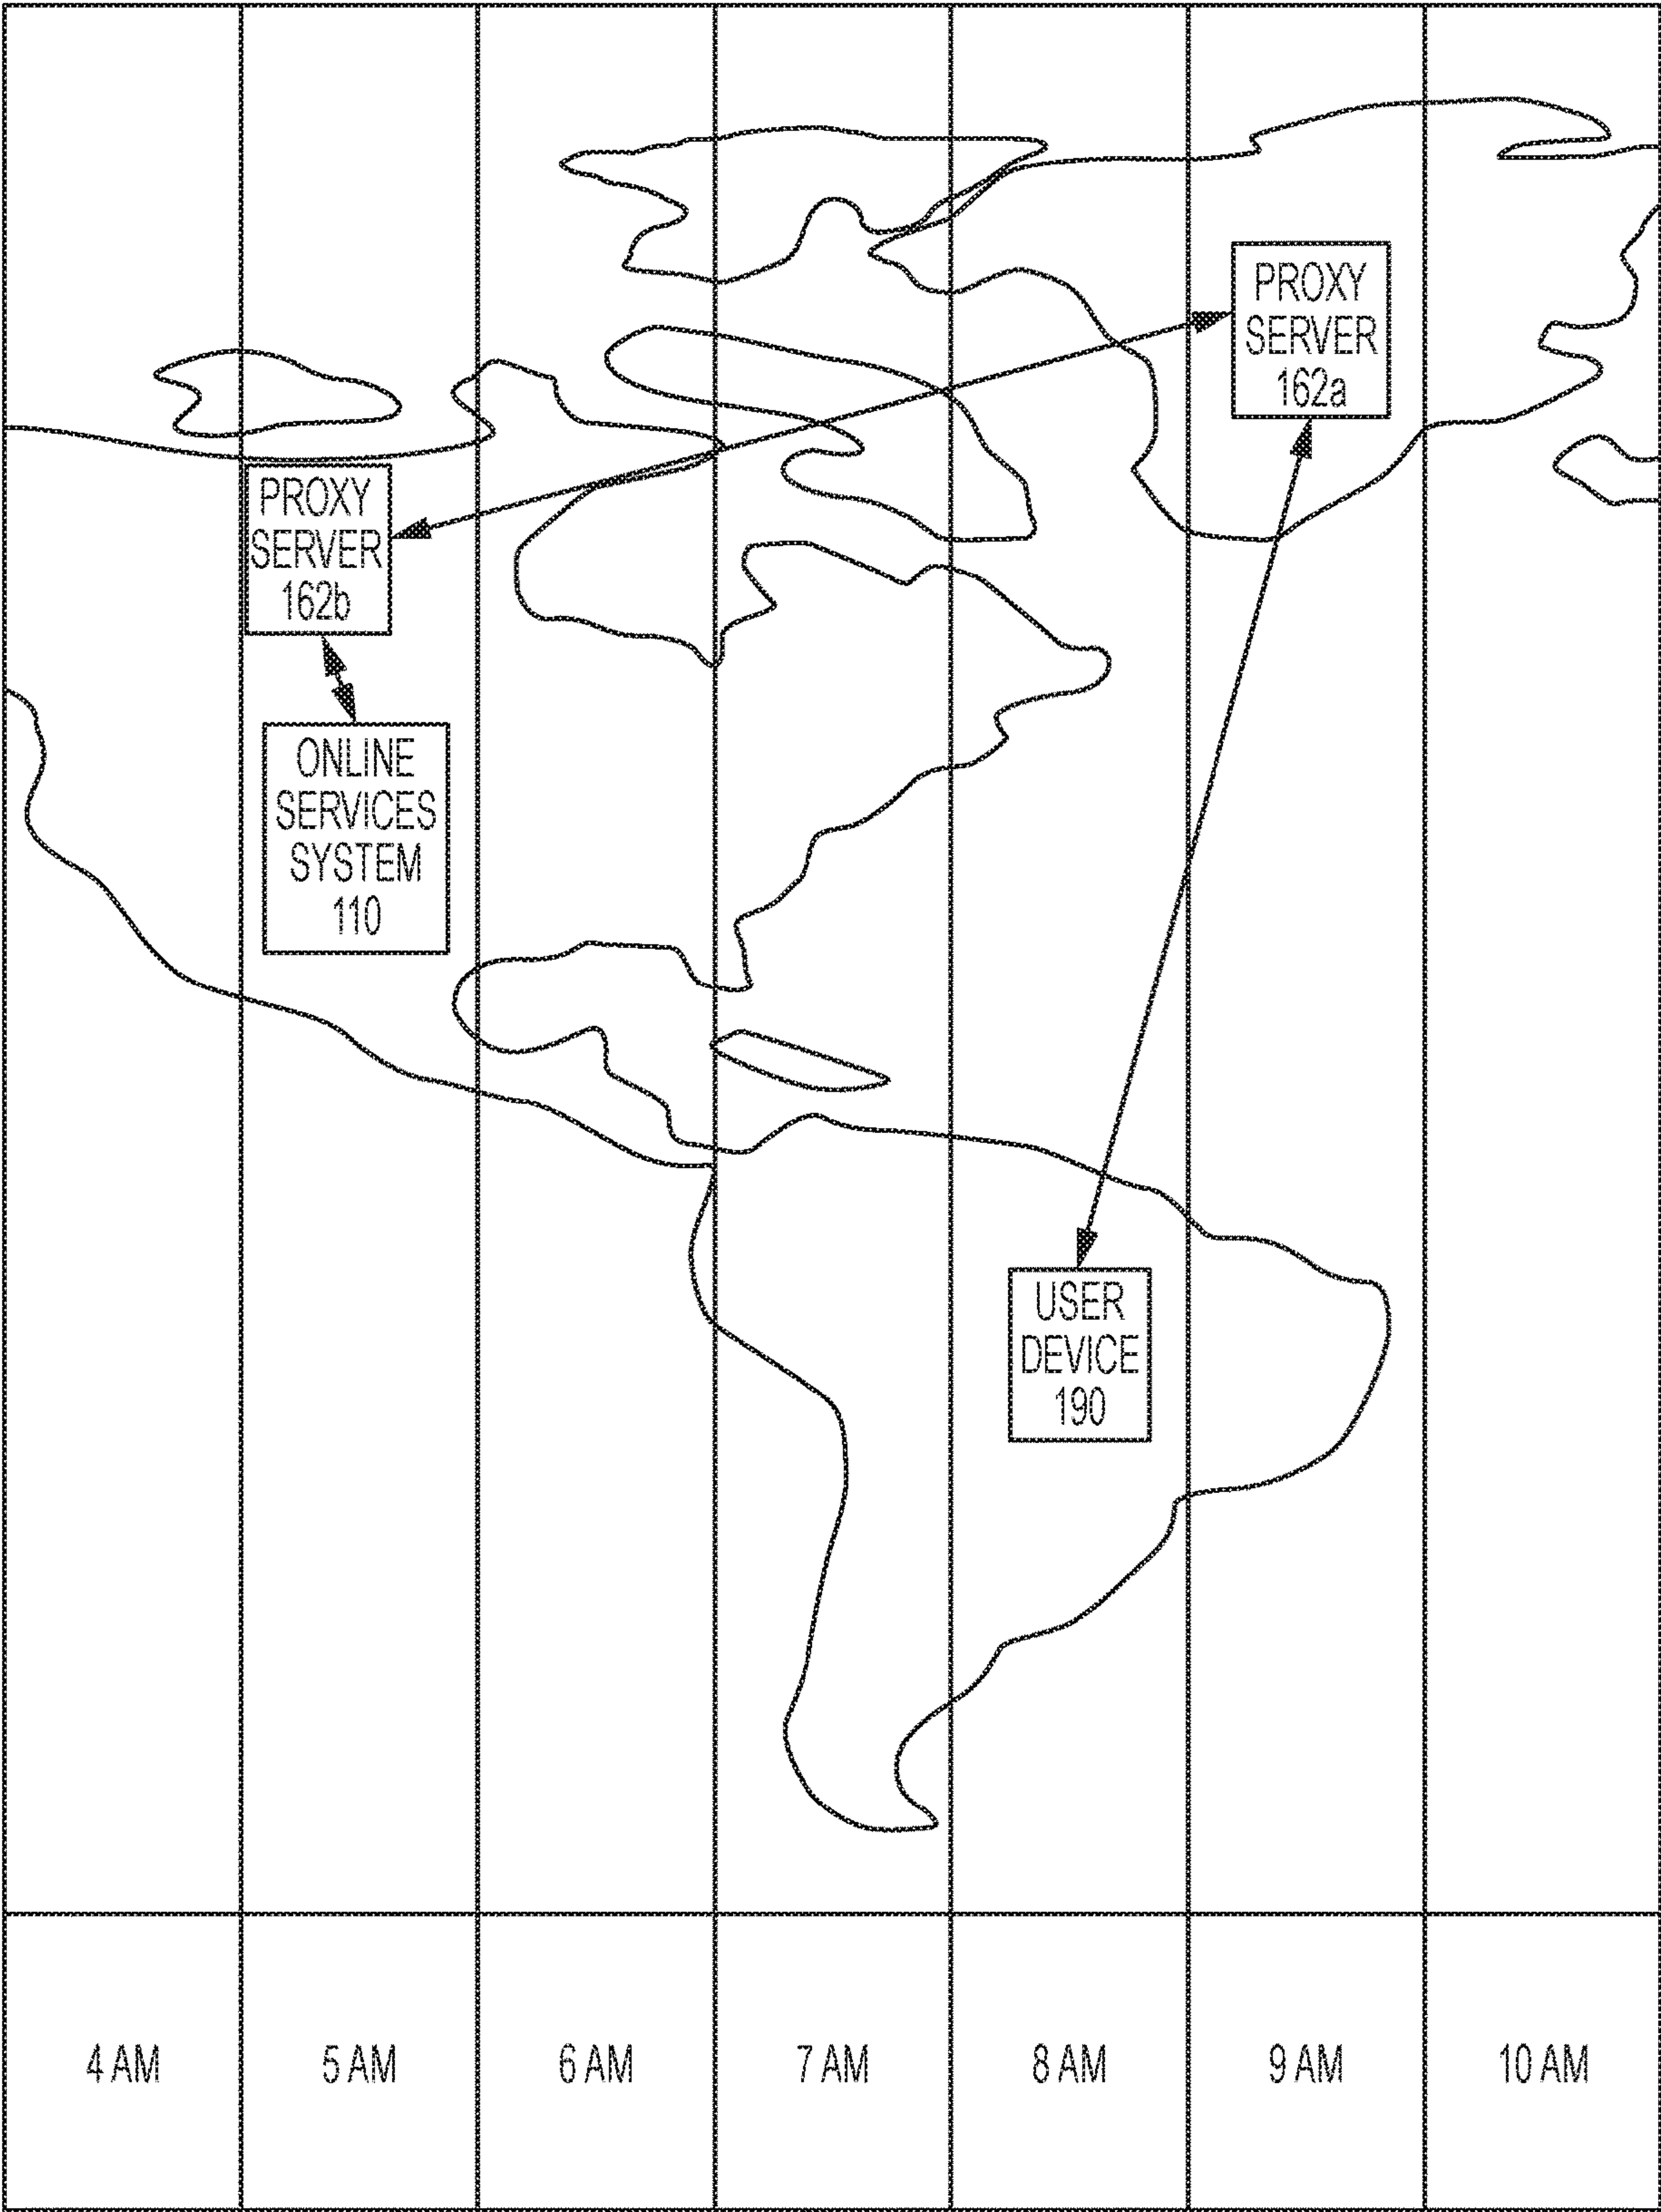 PROXY
SERVER
162a
PROXY
SERVER
162b
ONLINE
SERVICES
SYSTEM
110
USER
DEVICE
190
4 AM
5 AM
6 AM
7 AM
8 AM
9 AM
10 AM